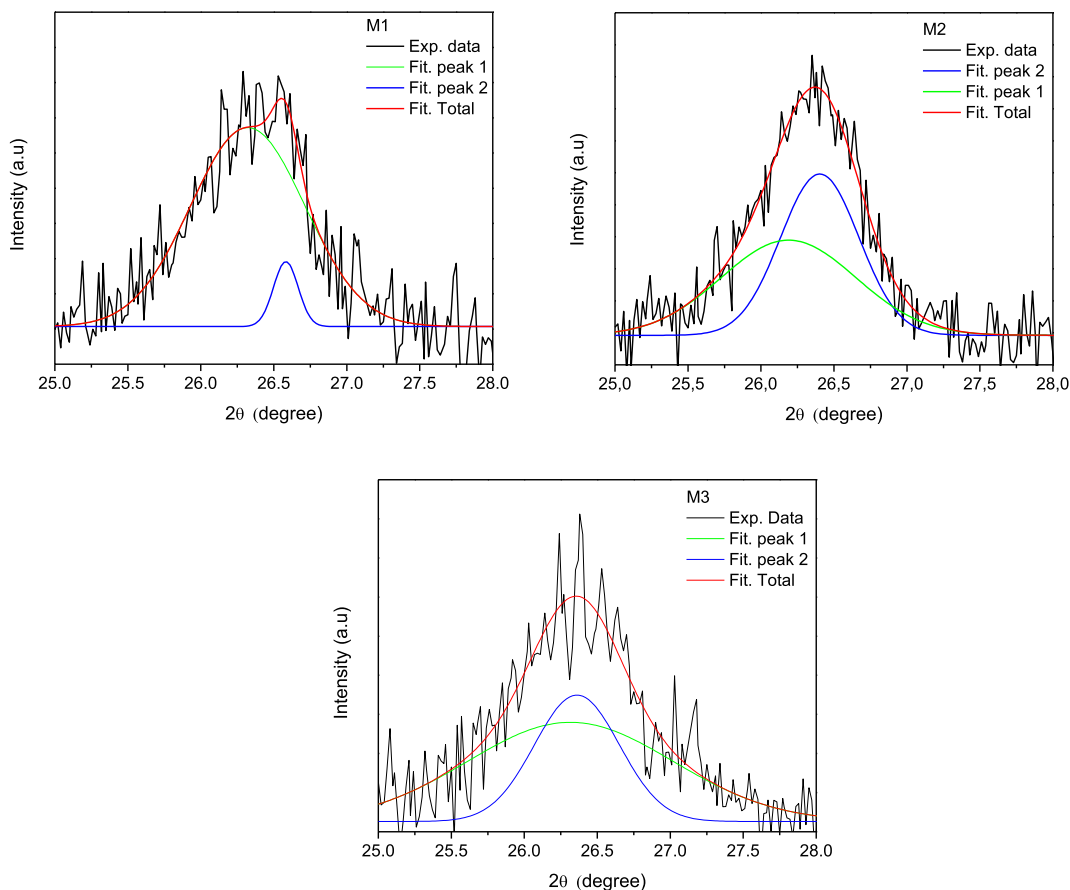 M1
Exp. data
Fit. peak 1
Fit. peak 2
Fit. Total
Intensity (a.u)
25.0 25.5 26.0 26.5 27.0 27.5 28.0
2θ (degree)
M2
Exp. data
Fit. peak 2
Fit. peak 1
Fit. Total
Intensity (a.u)
25,0 25,5 26,0 26,5 27,0 27,5 28,0
2θ (degree)
M3
Exp. Data
Fit. peak 1
Fit. peak 2
Fit. Total
Intensity (a.u)
25.0 25.5 26.0 26.5 27.0 27.5 28.0
2θ (degree)